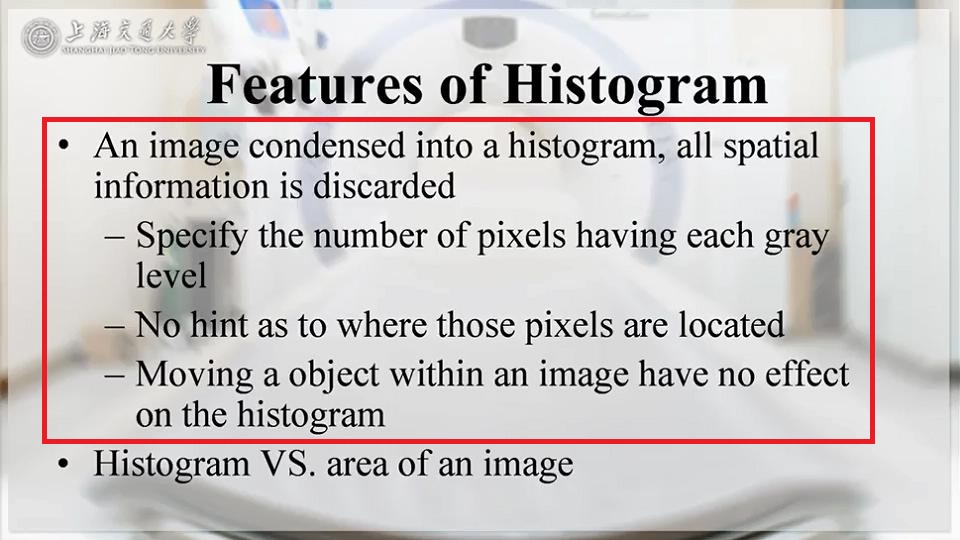 上海交通大学
SHANGHAI JIAO TONG UNIVERSITY
Features of Histogram
• An image condensed into a histogram, all spatial
information is discarded
– Specify the number of pixels having each gray
level
– No hint as to where those pixels are located
– Moving a object within an image have no effect
on the histogram
• Histogram VS. area of an image